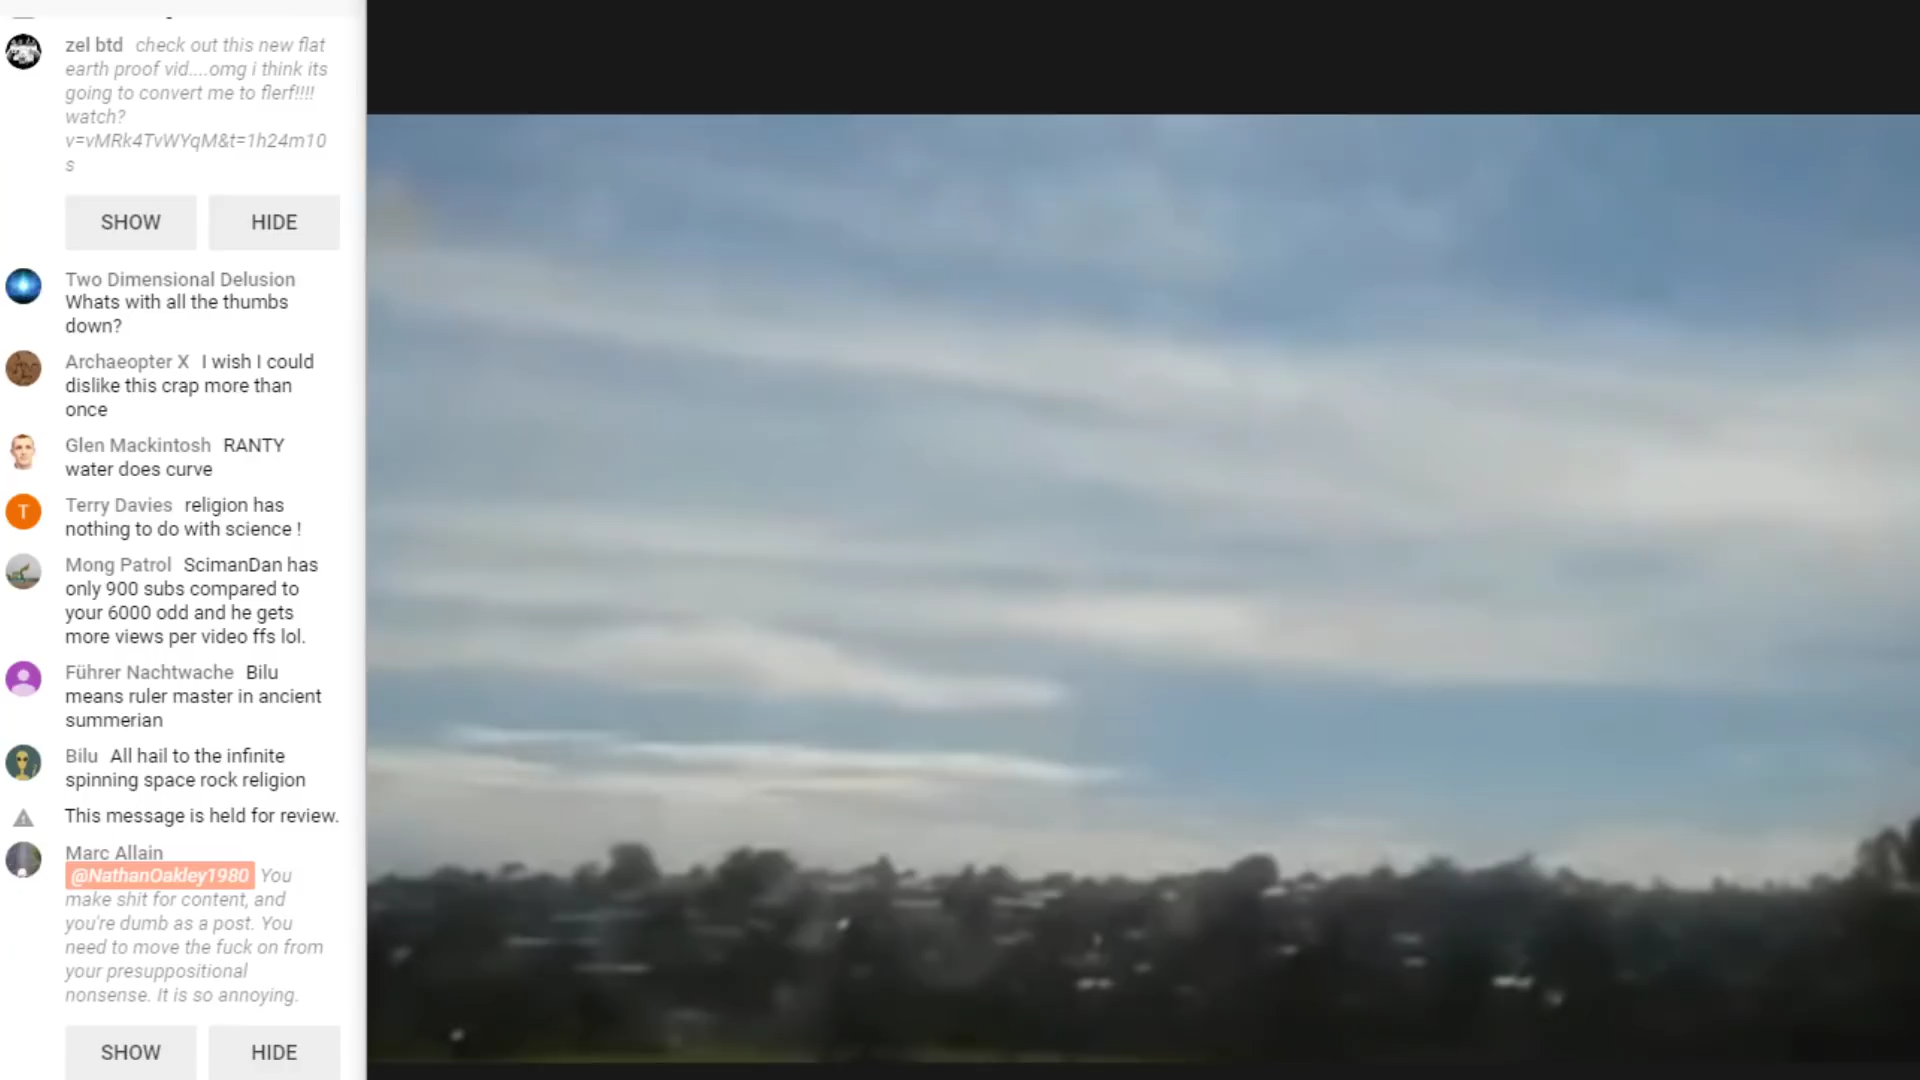 zel btd check out this new flat
earth proof vid....omg i think its
going to convert me to flerf!!!!
watch?
v=vMRk4TvWYqM&t=1h24m10
s
SHOW HIDE
Two Dimensional Delusion
Whats with all the thumbs
down?
Archaeopter X I wish I could
dislike this crap more than
once
Glen Mackintosh RANTY
water does curve
T
Terry Davies religion has
nothing to do with science !
Mong Patrol ScimanDan has
only 900 subs compared to
your 6000 odd and he gets
more views per video ffs lol.
Führer Nachtwache Bilu
means ruler master in ancient
summerian
Bilu All hail to the infinite
spinning space rock religion
This message is held for review.
Marc Allain
@NathanOakley1980 You
make shit for content, and
you're dumb as a post. You
need to move the fuck on from
your presuppositional
nonsense. It is so annoying.
SHOW HIDE